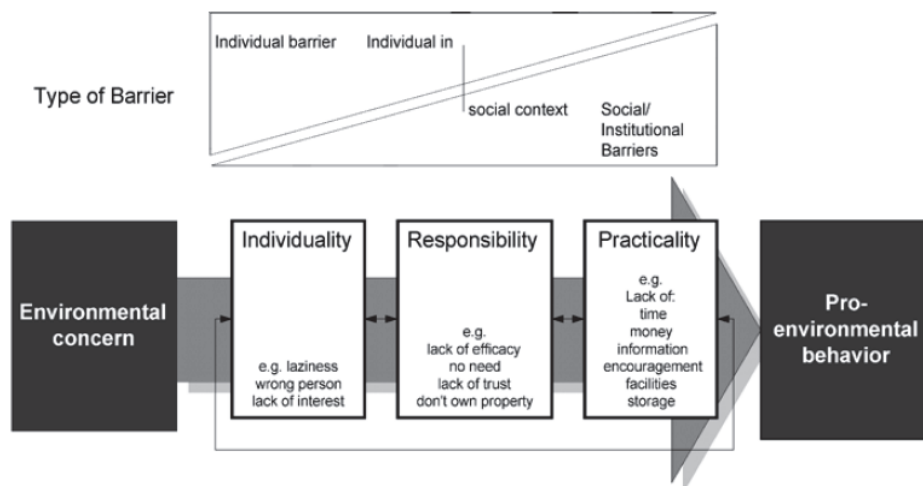 Individual barrier
Individual in
Type of Barrier
social context
Social/
Institutional
Barriers
Environmental
concern
Individuality
e.g. laziness
wrong person
lack of interest
Responsibility
e.g.
lack of efficacy
no need
lack of trust
don't own property
Practicality
e.g.
Lack of:
time
money
information
encouragement
facilities
storage
Pro-
environmental
behavior